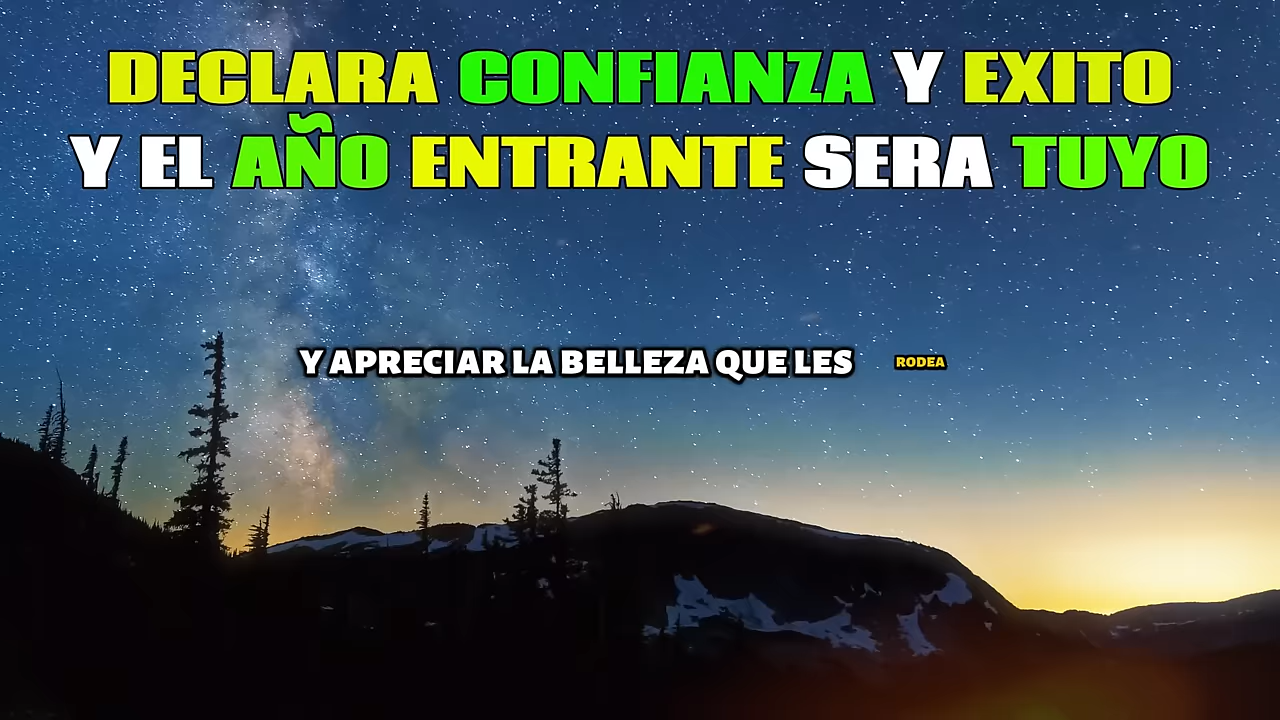 DECLARA CONFIANZA Y EXITO
Y EL AÑO ENTRANTE SERA TUYO
Y APRECIAR LA BELLEZA QUE LES RODEA